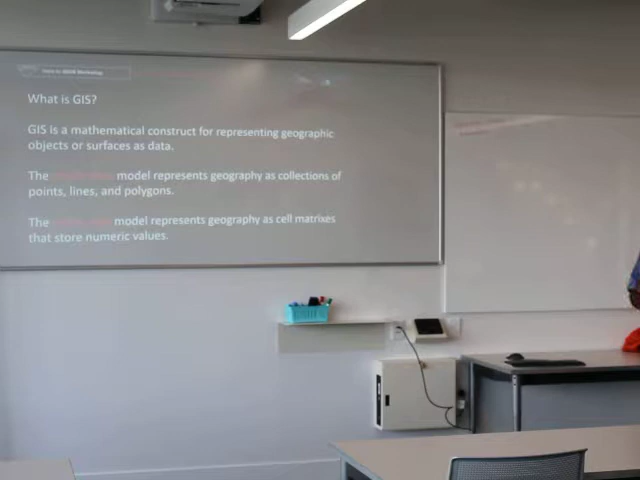 What is GIS?
GIS is a mathematical construct for representing geographic
objects or surfaces as data.
The model represents geography as collections of
points, lines, and polygons.
The model represents geography as cell matrixes
that store numeric values.